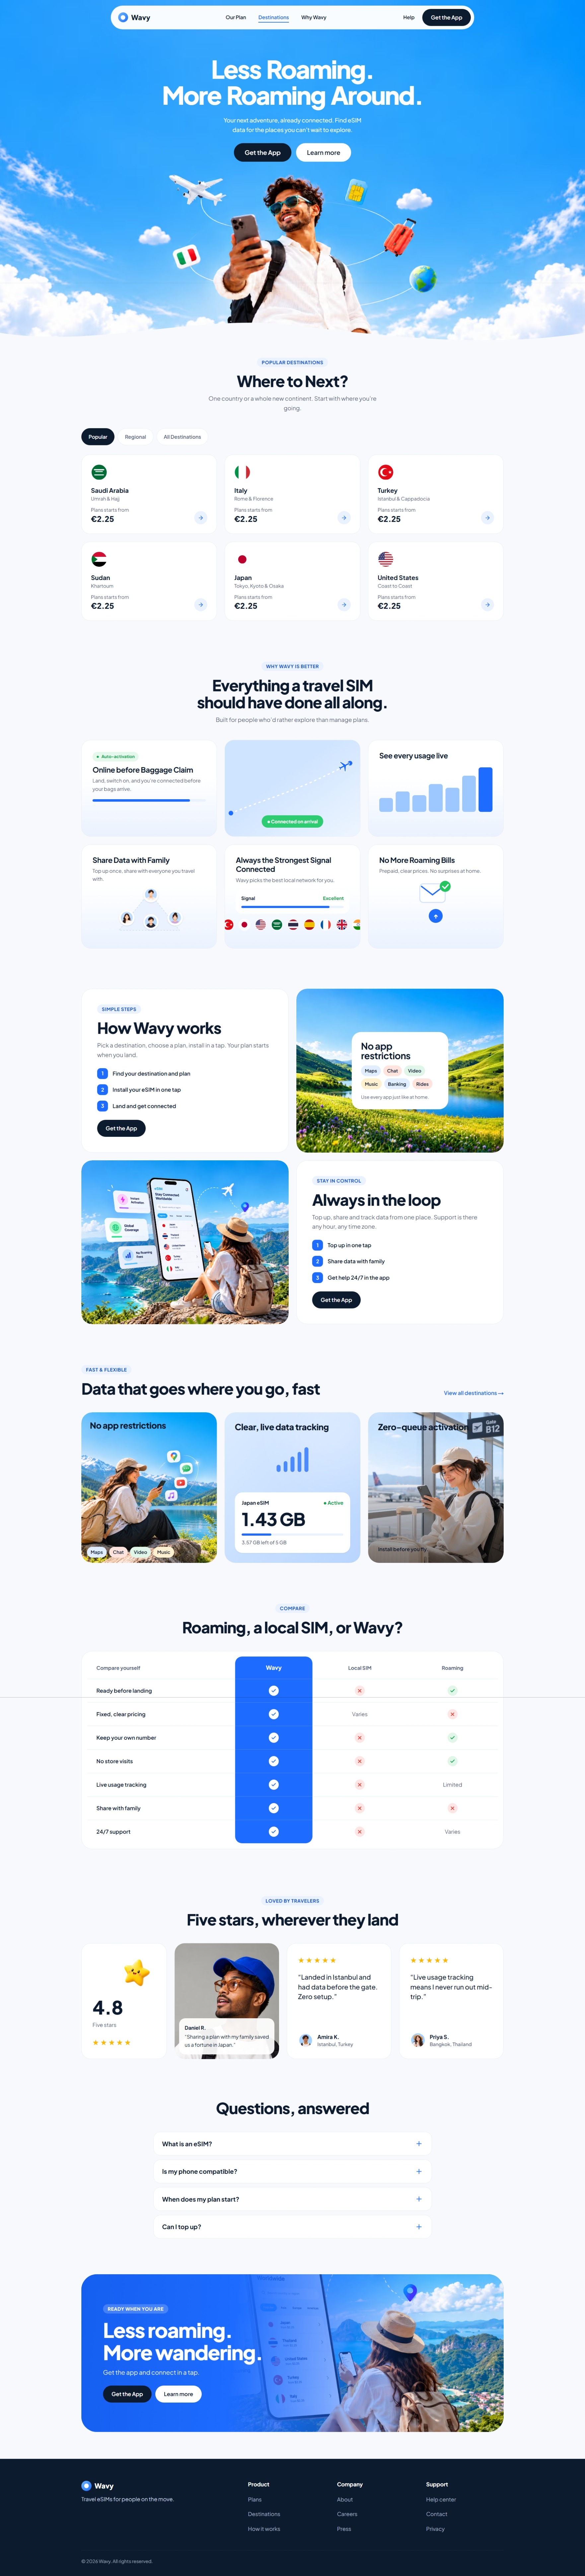 Wavy
Our Plan
Destinations
Why Wavy
Help
Get the App
Less Roaming.
More Roaming Around.
Your next adventure, already connected. Find eSIM
data for the places you can't wait to explore.
Get the App
Learn more
POPULAR DESTINATIONS
Where to Next?
One country or a whole new continent. Start with where you're
going.
Popular
Regional
All Destinations
Saudi Arabia
Umrah & Hajj
Plans starts from
€2.25
Italy
Rome & Florence
Plans starts from
€2.25
Turkey
Istanbul & Cappadocia
Plans starts from
€2.25
Sudan
Khartoum
Plans starts from
€2.25
Japan
Tokyo, Kyoto & Osaka
Plans starts from
€2.25
United States
Coast to Coast
Plans starts from
€2.25
WHY WAVY IS BETTER
Everything a travel SIM
should have done all along.
Built for people who'd rather explore than manage plans.
Auto-activation
Online before Baggage Claim
Land, switch on, and you're connected before
your bags arrive.
Connected on arrival
See every usage live
Share Data with Family
Top up once, share with everyone you travel
with.
Always the Strongest Signal
Connected
Wavy picks the best local network for you.
Signal
Excellent
No More Roaming Bills
Prepaid, clear prices. No surprises at home.
SIMPLE STEPS
How Wavy works
Pick a destination, choose a plan, install in a tap. Your plan starts
when you land.
1 Find your destination and plan
2 Install your eSIM in one tap
3 Land and get connected
Get the App
No app
restrictions
Maps Chat Video
Music Banking Rides
Use every app just like at home.
Instant
Activation
Global
Coverage
No Roaming
Fees
Stay Connected
Worldwide
STAY IN CONTROL
Always in the loop
Top up, share and track data from one place. Support is there
any hour, any time zone.
1 Top up in one tap
2 Share data with family
3 Get help 24/7 in the app
Get the App
FAST & FLEXIBLE
Data that goes where you go, fast
View all destinations →
No app restrictions
Maps Chat Video Music
Clear, live data tracking
Japan eSIM
Active
1.43 GB
3.57 GB left of 5 GB
Zero-queue activation
Gate
B12
Install before you fly
COMPARE
Roaming, a local SIM, or Wavy?
Compare yourself
Wavy
Local SIM
Roaming
Ready before landing
Fixed, clear pricing
Varies
Keep your own number
No store visits
Live usage tracking
Limited
Share with family
24/7 support
Varies
LOVED BY TRAVELERS
Five stars, wherever they land
4.8
Five stars
Daniel R.
"Sharing a plan with my family saved
us a fortune in Japan."
"Landed in Istanbul and
had data before the gate.
Zero setup."
Amira K.
Istanbul, Turkey
"Live usage tracking
means I never run out mid-
trip."
Priya S.
Bangkok, Thailand
Questions, answered
What is an eSIM?
Is my phone compatible?
When does my plan start?
Can I top up?
READY WHEN YOU ARE
Less roaming.
More wandering.
Get the app and connect in a tap.
Get the App
Learn more
Wavy
Travel eSIMs for people on the move.
Product
Plans
Destinations
How it works
Company
About
Careers
Press
Support
Help center
Contact
Privacy
© 2026 Wavy. All rights reserved.